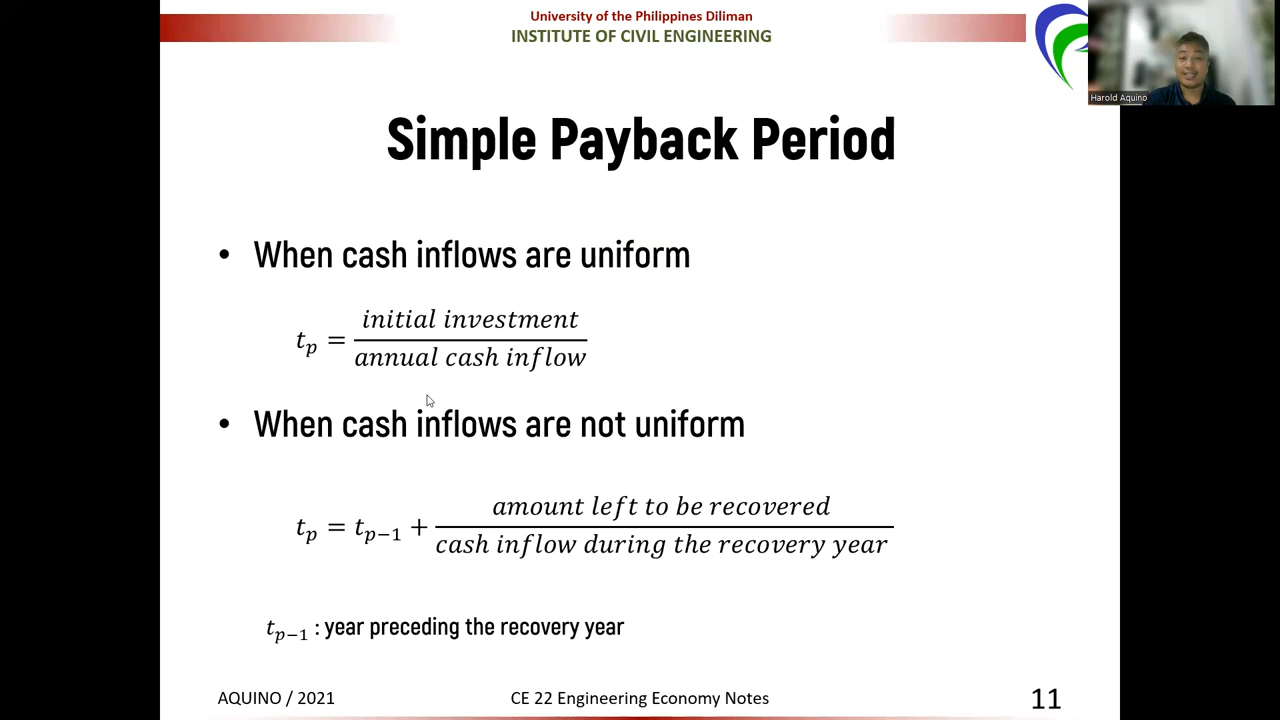 University of the Philippines Diliman
INSTITUTE OF CIVIL ENGINEERING
Harold Aquino
Simple Payback Period
• When cash inflows are uniform
t_p = initial investment / annual cash inflow
• When cash inflows are not uniform
t_p = t_{p−1} + amount left to be recovered / cash inflow during the recovery year
t_{p−1} : year preceding the recovery year
AQUINO / 2021
CE 22 Engineering Economy Notes
11